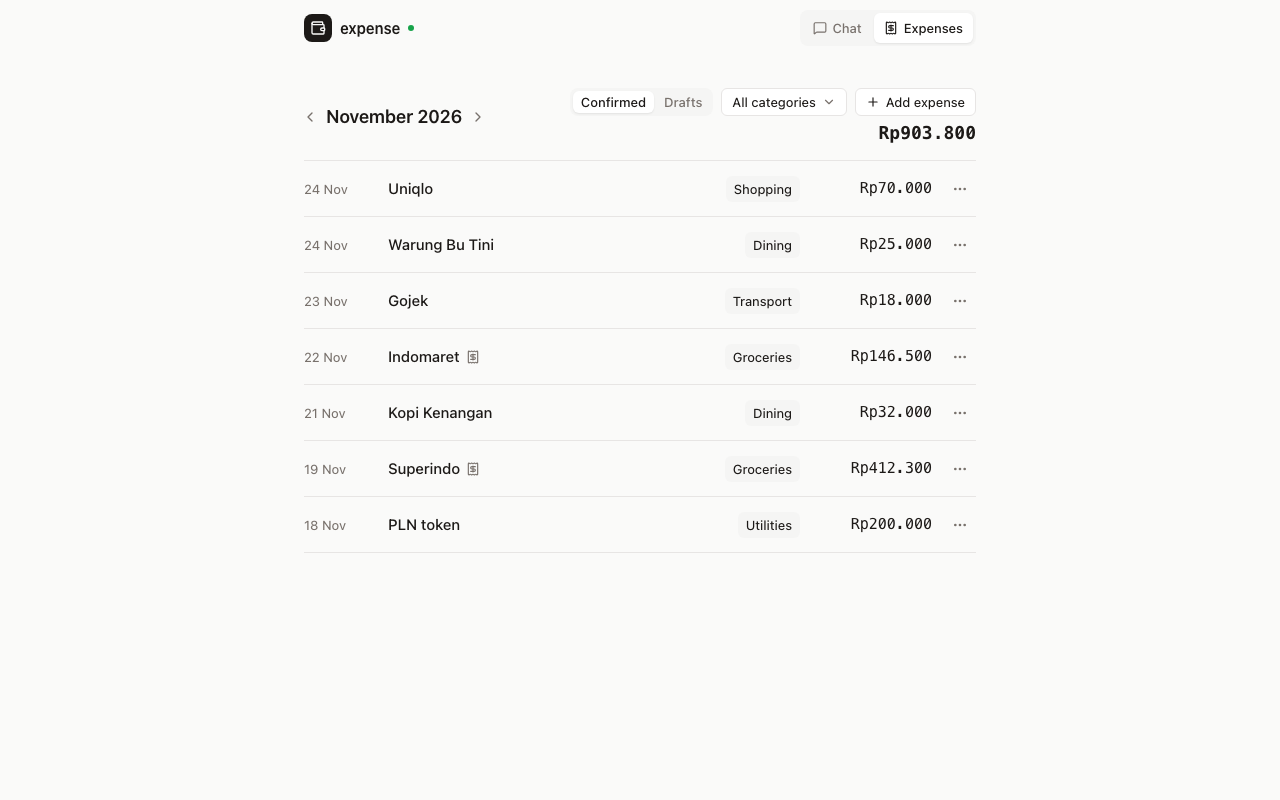 expense
Chat Expenses
November 2026
Confirmed Drafts All categories Add expense
Rp903.800
24 Nov Uniqlo Shopping Rp70.000
24 Nov Warung Bu Tini Dining Rp25.000
23 Nov Gojek Transport Rp18.000
22 Nov Indomaret Groceries Rp146.500
21 Nov Kopi Kenangan Dining Rp32.000
19 Nov Superindo Groceries Rp412.300
18 Nov PLN token Utilities Rp200.000